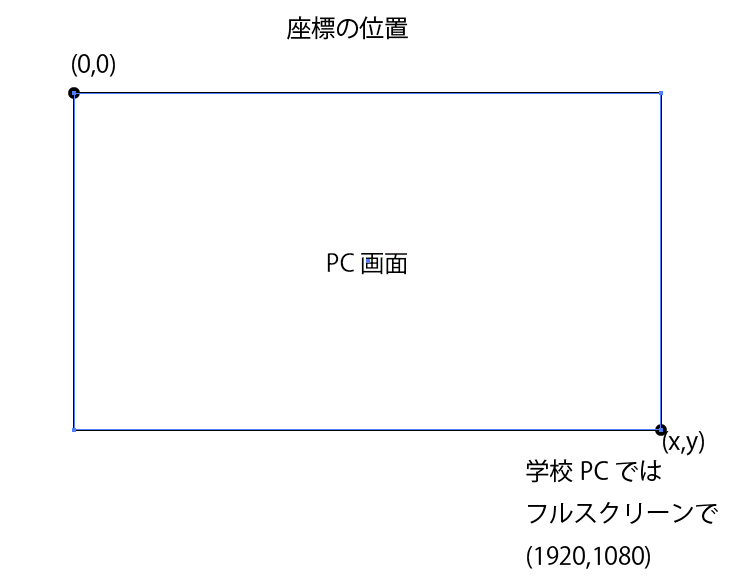 座標の位置
(0,0)
PC 画面
(x,y)
学校 PC では
フルスクリーンで
(1920,1080)